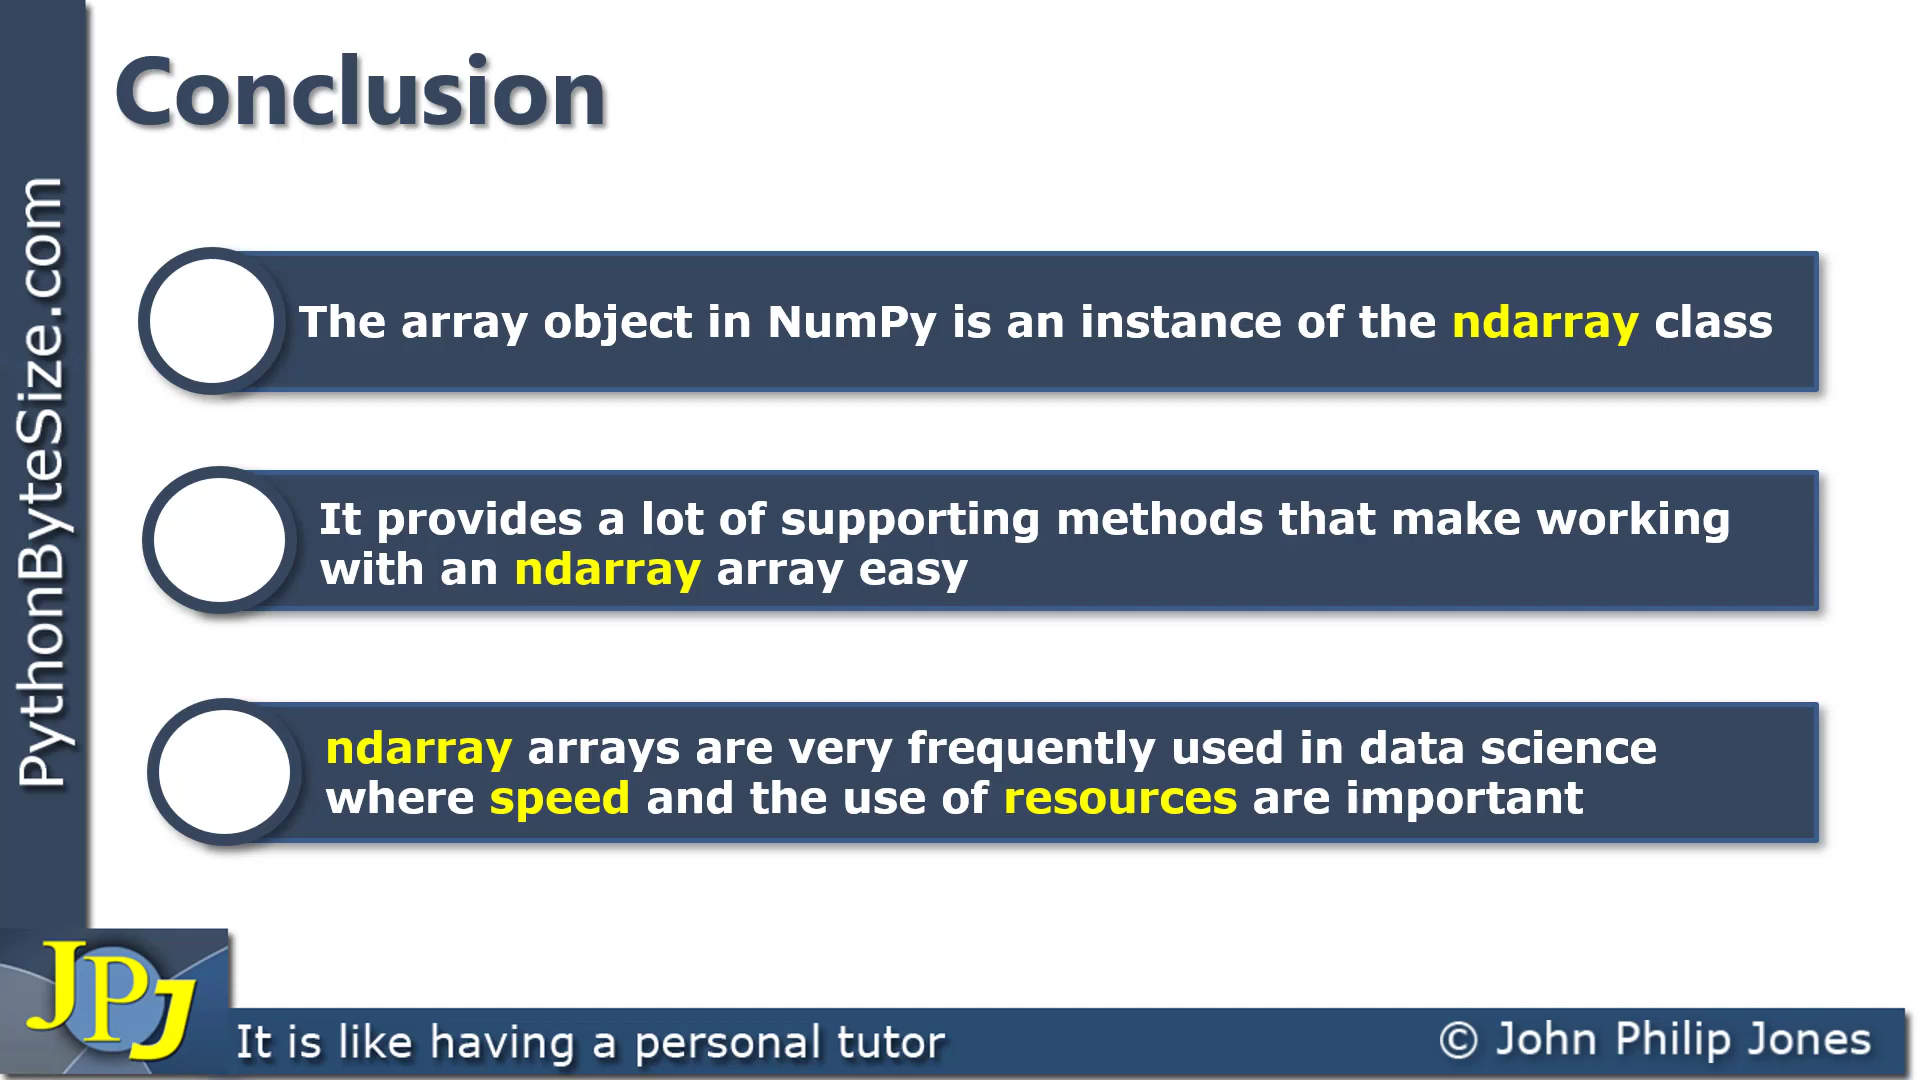 Conclusion
The array object in NumPy is an instance of the ndarray class
It provides a lot of supporting methods that make working
with an ndarray array easy
ndarray arrays are very frequently used in data science
where speed and the use of resources are important
PythonByteSize.com
JPJ
It is like having a personal tutor
© John Philip Jones